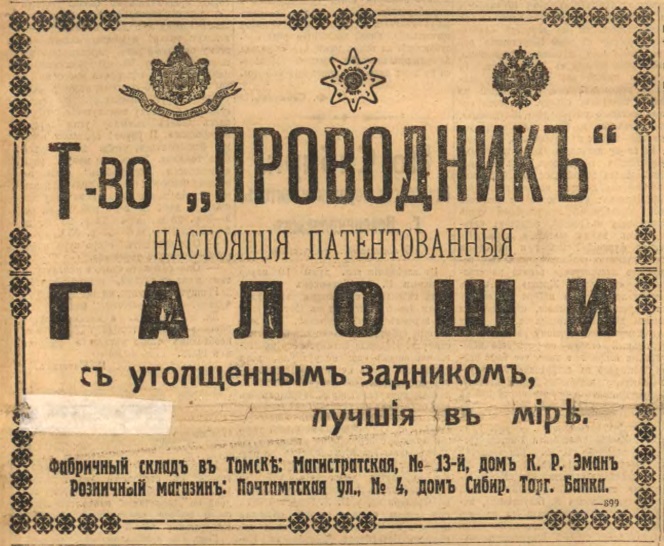 Т-во „ПРОВОДНИКЪ“
НАСТОЯЩІЯ ПАТЕНТОВАННЫЯ
ГАЛОШИ
съ утолщеннымъ задникомъ,
лучшія въ мірѣ.
Фабричный складъ въ Томскѣ: Магистратская, № 13-й, домъ К. Р. Эманъ
Розничный магазинъ: Почтамтская ул., № 4, домъ Сибир. Торг. Банка.
—899